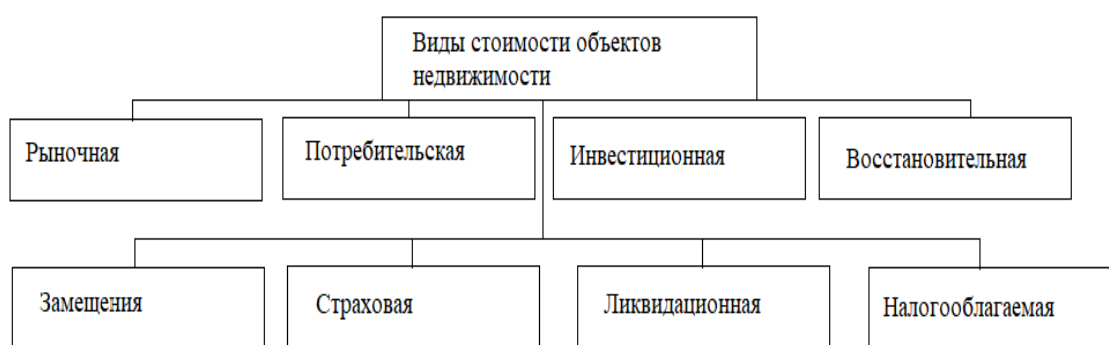 Виды стоимости объектов
недвижимости
Рыночная
Потребительская
Инвестиционная
Восстановительная
Замещения
Страховая
Ликвидационная
Налогооблагаемая